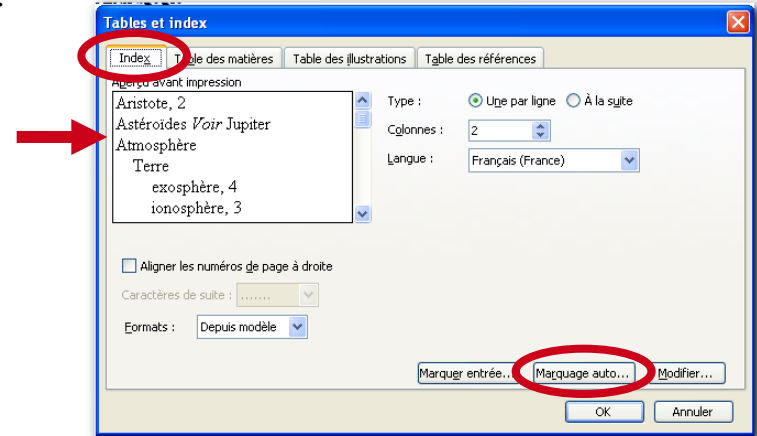 Tables et index
Index Table des matières Table des illustrations Table des références
Aperçu avant impression
Aristote, 2
Astéroïdes Voir Jupiter
Atmosphère
Terre
exosphère, 4
ionosphère, 3
Type : Une par ligne À la suite
Colonnes : 2
Langue : Français (France)
Aligner les numéros de page à droite
Caractères de suite : .......
Formats : Depuis modèle
Marquer entrée... Marquage auto... Modifier...
OK Annuler